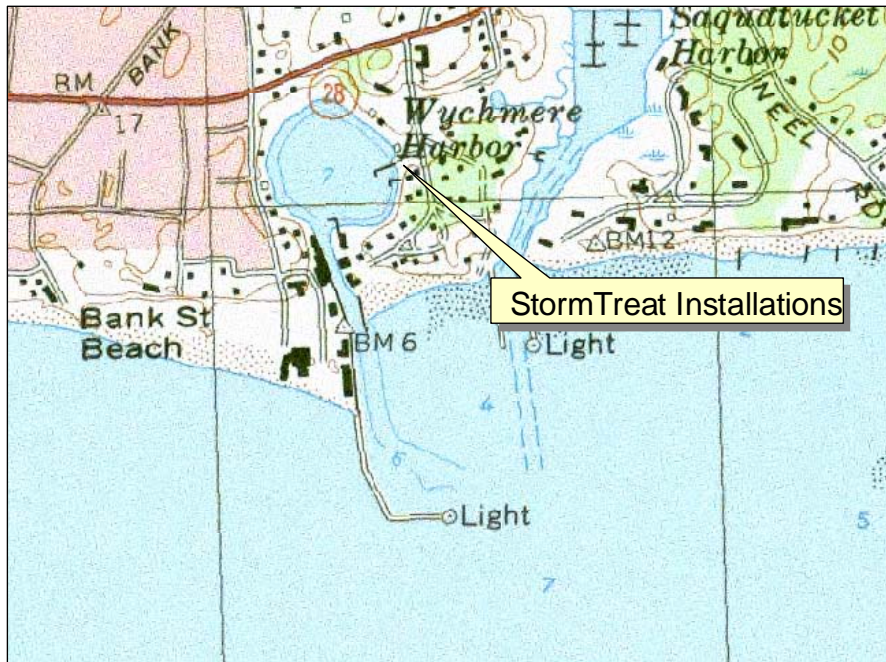 Saquatucket
Harbor
10
BM
BANK
17
28
Wychmere
Harbor
7
NEEL
RD
BM12
StormTreat Installations
Bank St
Beach
BM 6
Light
4
6
Light
5
7